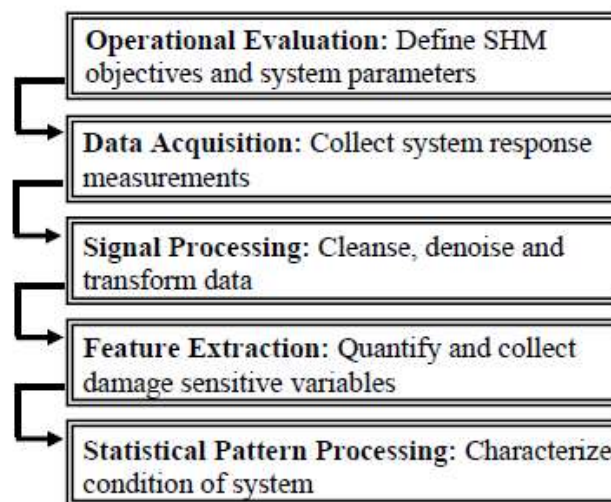 Operational Evaluation: Define SHM
objectives and system parameters
Data Acquisition: Collect system response
measurements
Signal Processing: Cleanse, denoise and
transform data
Feature Extraction: Quantify and collect
damage sensitive variables
Statistical Pattern Processing: Characterize
condition of system